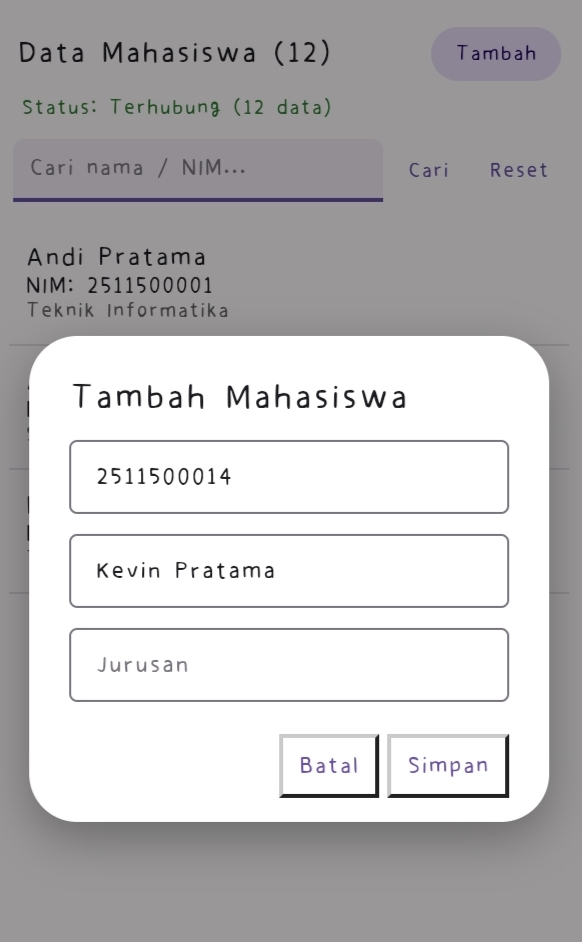 Data Mahasiswa (12)
Tambah
Status: Terhubung (12 data)
Cari nama / NIM...
Cari
Reset
Andi Pratama
NIM: 2511500001
Teknik Informatika
Tambah Mahasiswa
2511500014
Kevin Pratama
Jurusan
Batal
Simpan